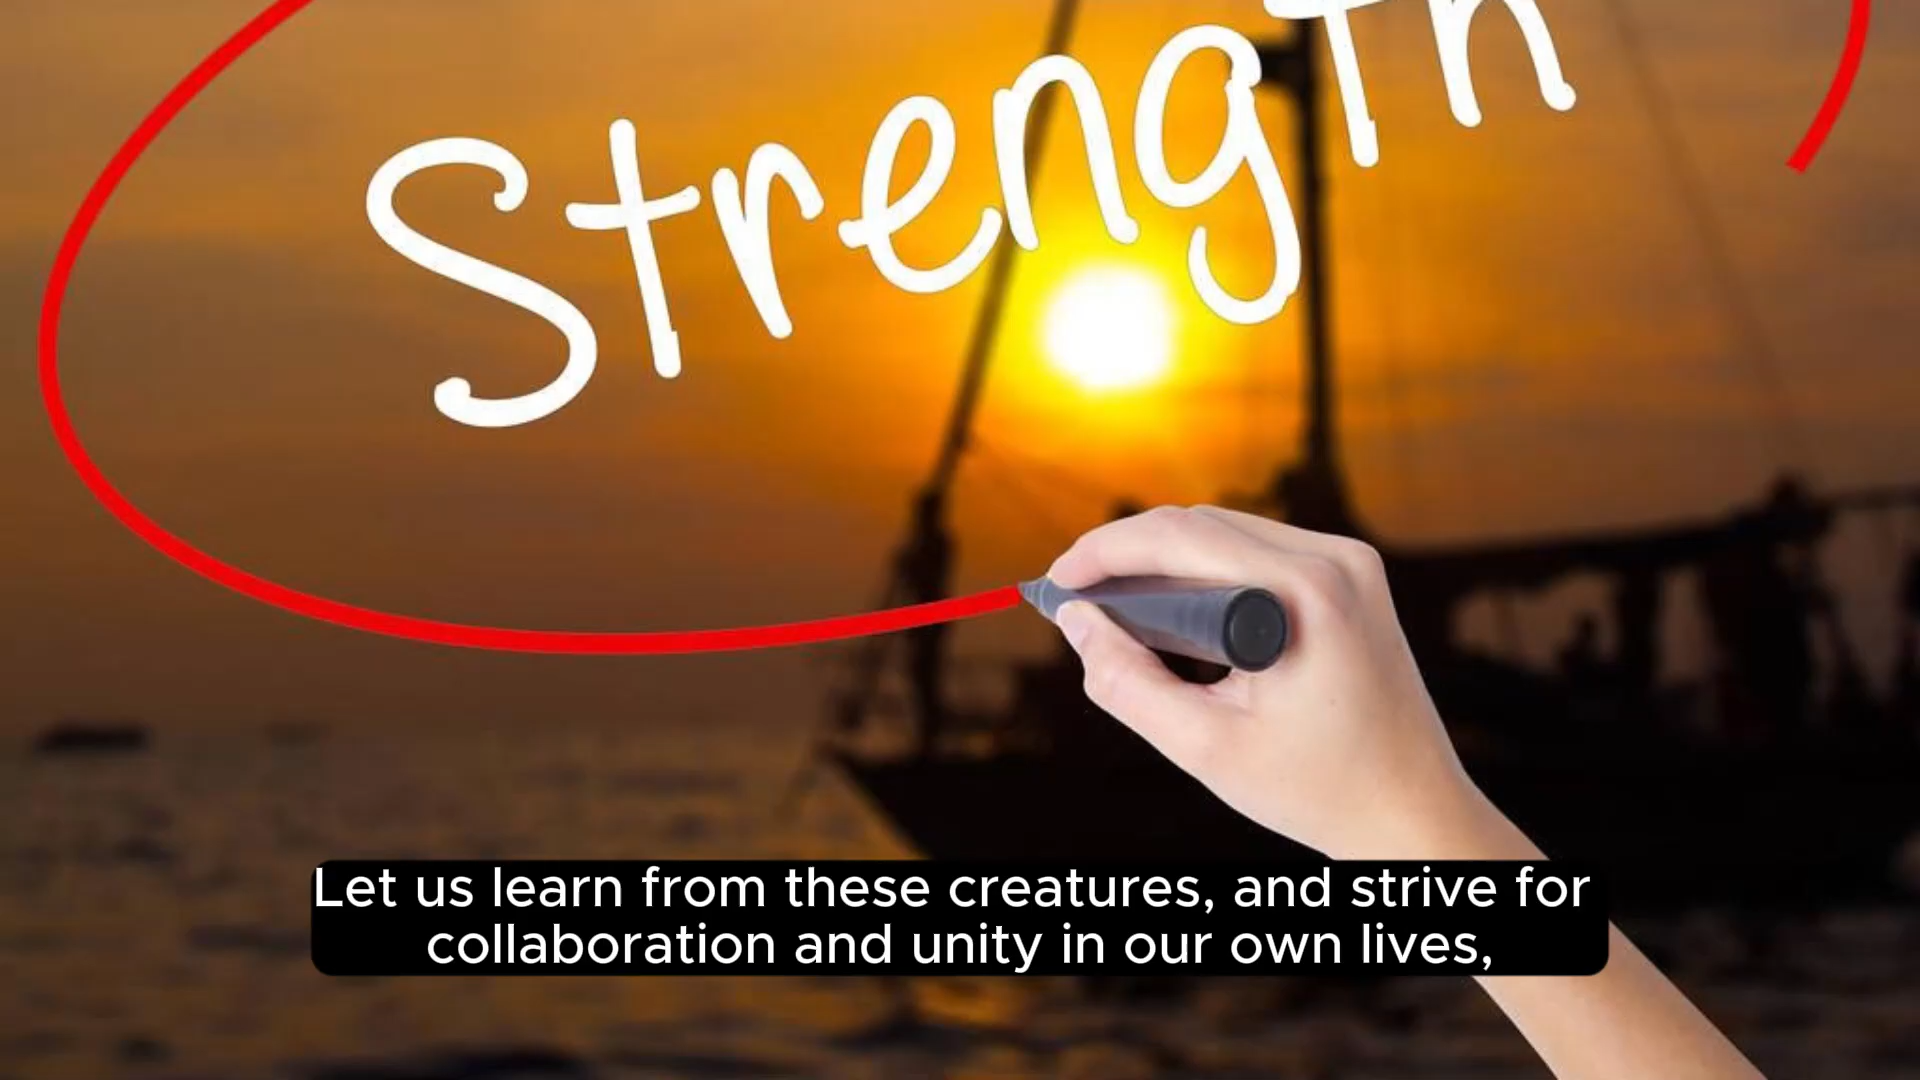 Strength
Let us learn from these creatures, and strive for
collaboration and unity in our own lives,